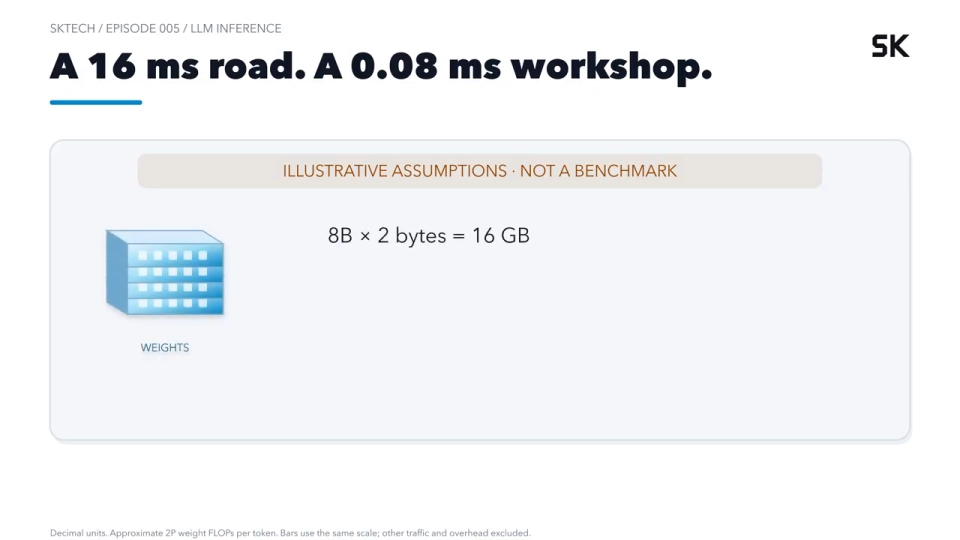 SKTECH / EPISODE 005 / LLM INFERENCE
SK
A 16 ms road. A 0.08 ms workshop.
ILLUSTRATIVE ASSUMPTIONS · NOT A BENCHMARK
8B × 2 bytes = 16 GB
WEIGHTS
Decimal units. Approximate 2P weight FLOPs per token. Bars use the same scale; other traffic and overhead excluded.